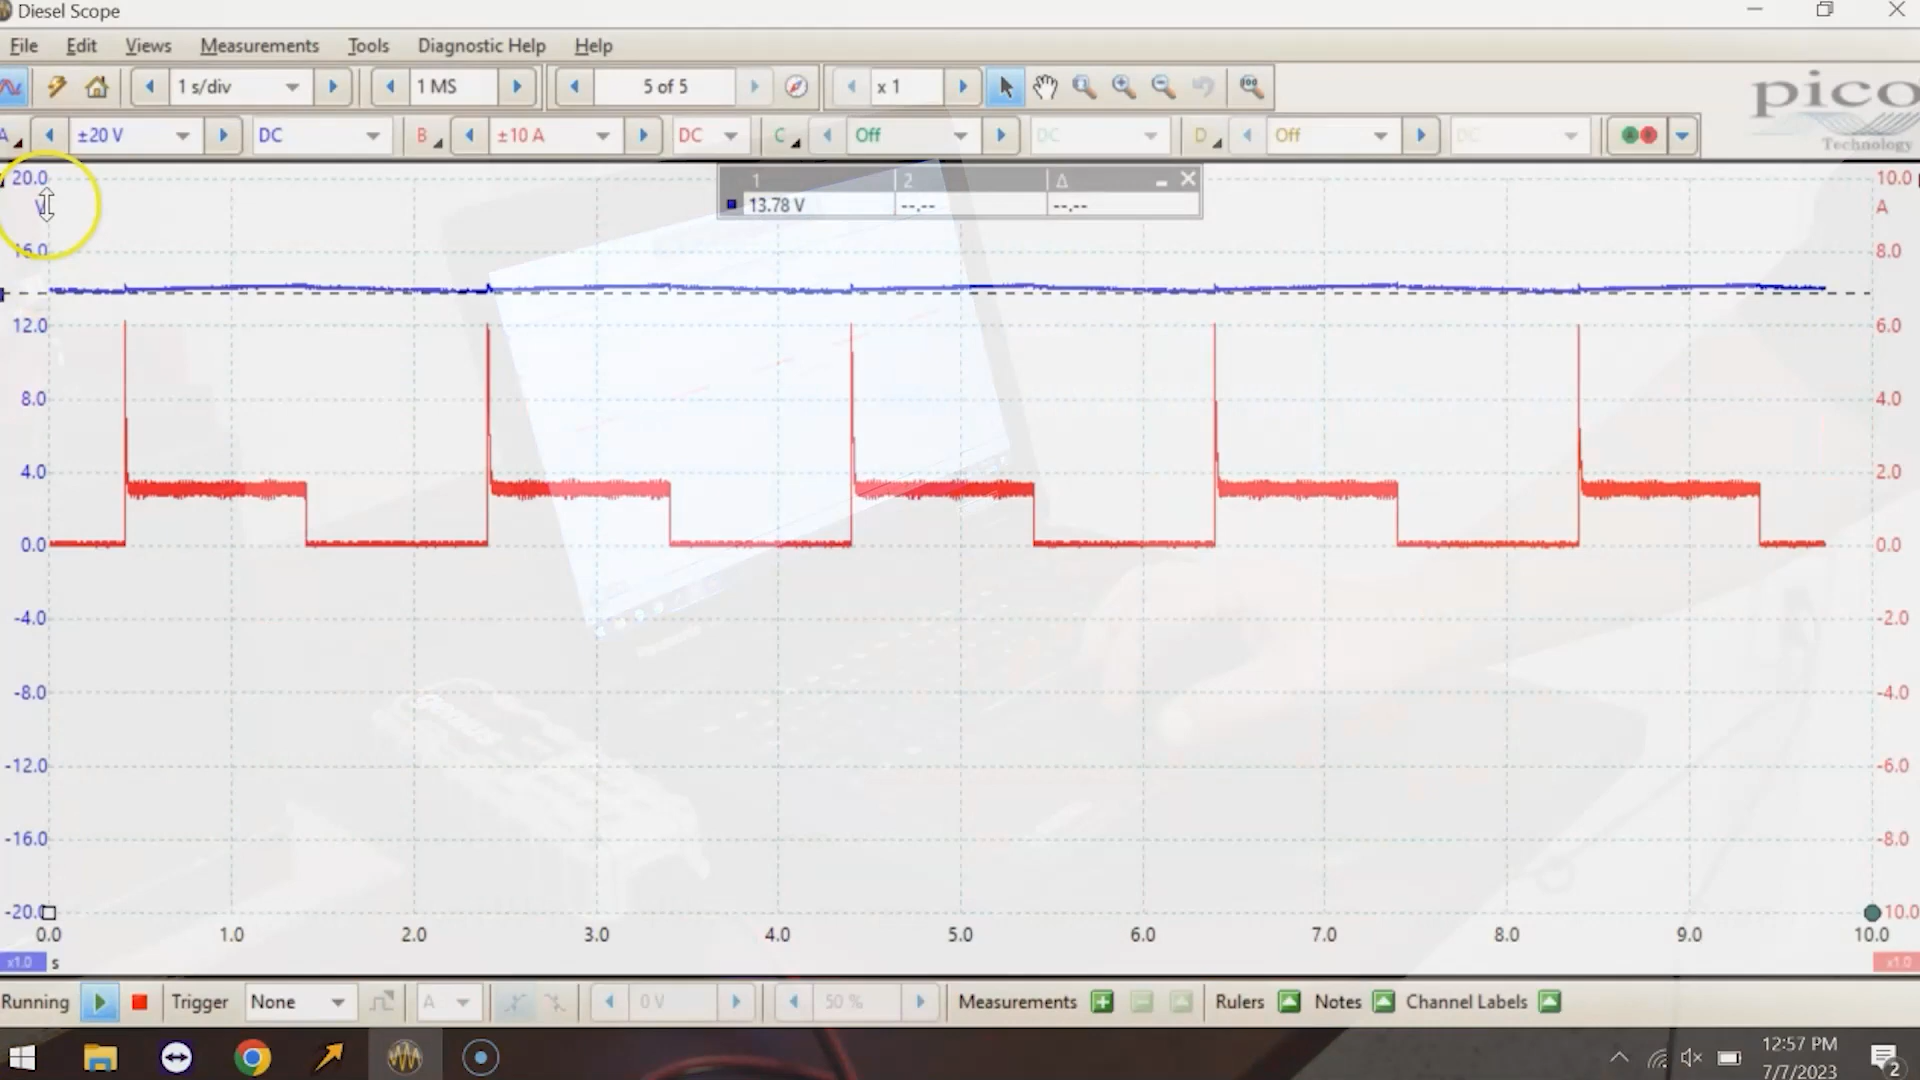 Diesel Scope
File Edit Views Measurements Tools Diagnostic Help Help
1 s/div 1 MS 5 of 5 x 1
pico
Technology
A ±20 V DC B ±10 A DC C Off DC D Off DC
1 2 Δ
13.78 V --.-- --.--
20.0 10.0
V A
16.0 8.0
12.0 6.0
8.0 4.0
4.0 2.0
0.0 0.0
-4.0 -2.0
-8.0 -4.0
-12.0 -6.0
-16.0 -8.0
-20.0 10.0
0.0 1.0 2.0 3.0 4.0 5.0 6.0 7.0 8.0 9.0 10.0
x1.0 s x1.0
Running Trigger None A 0 V 50 % Measurements Rulers Notes Channel Labels
12:57 PM
7/7/2023
2